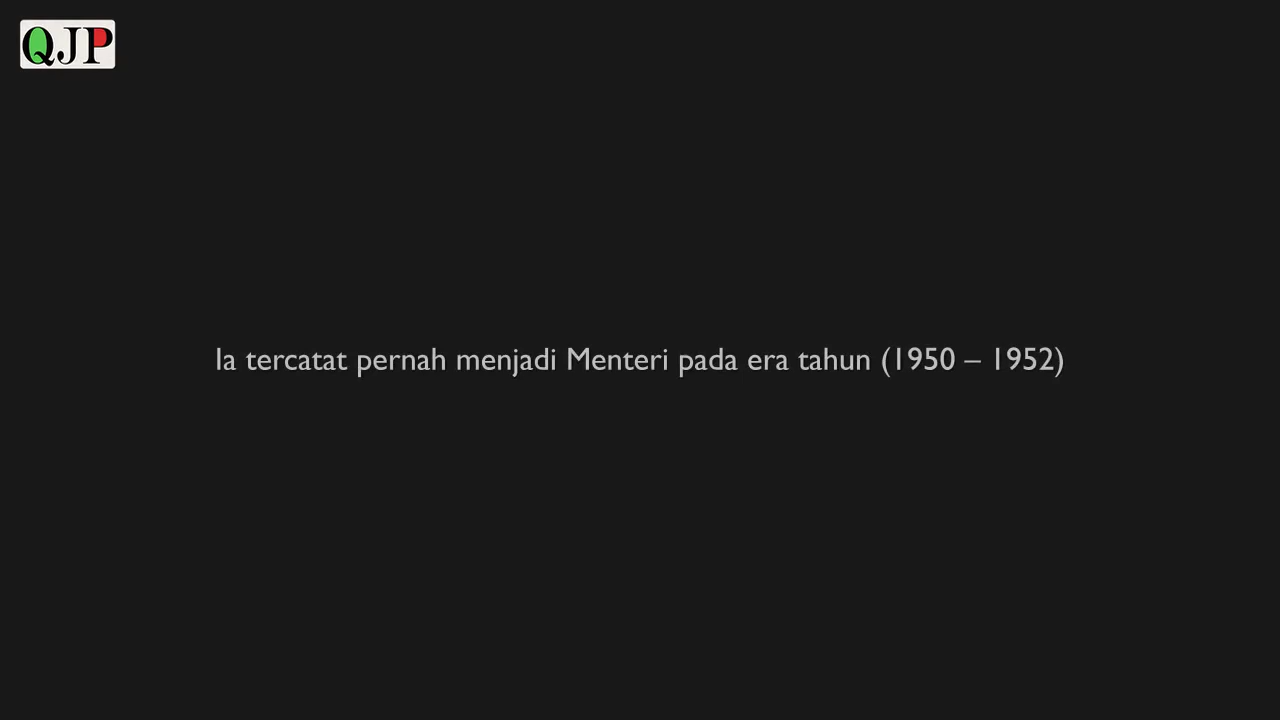 QJP
Ia tercatat pernah menjadi Menteri pada era tahun (1950 – 1952)